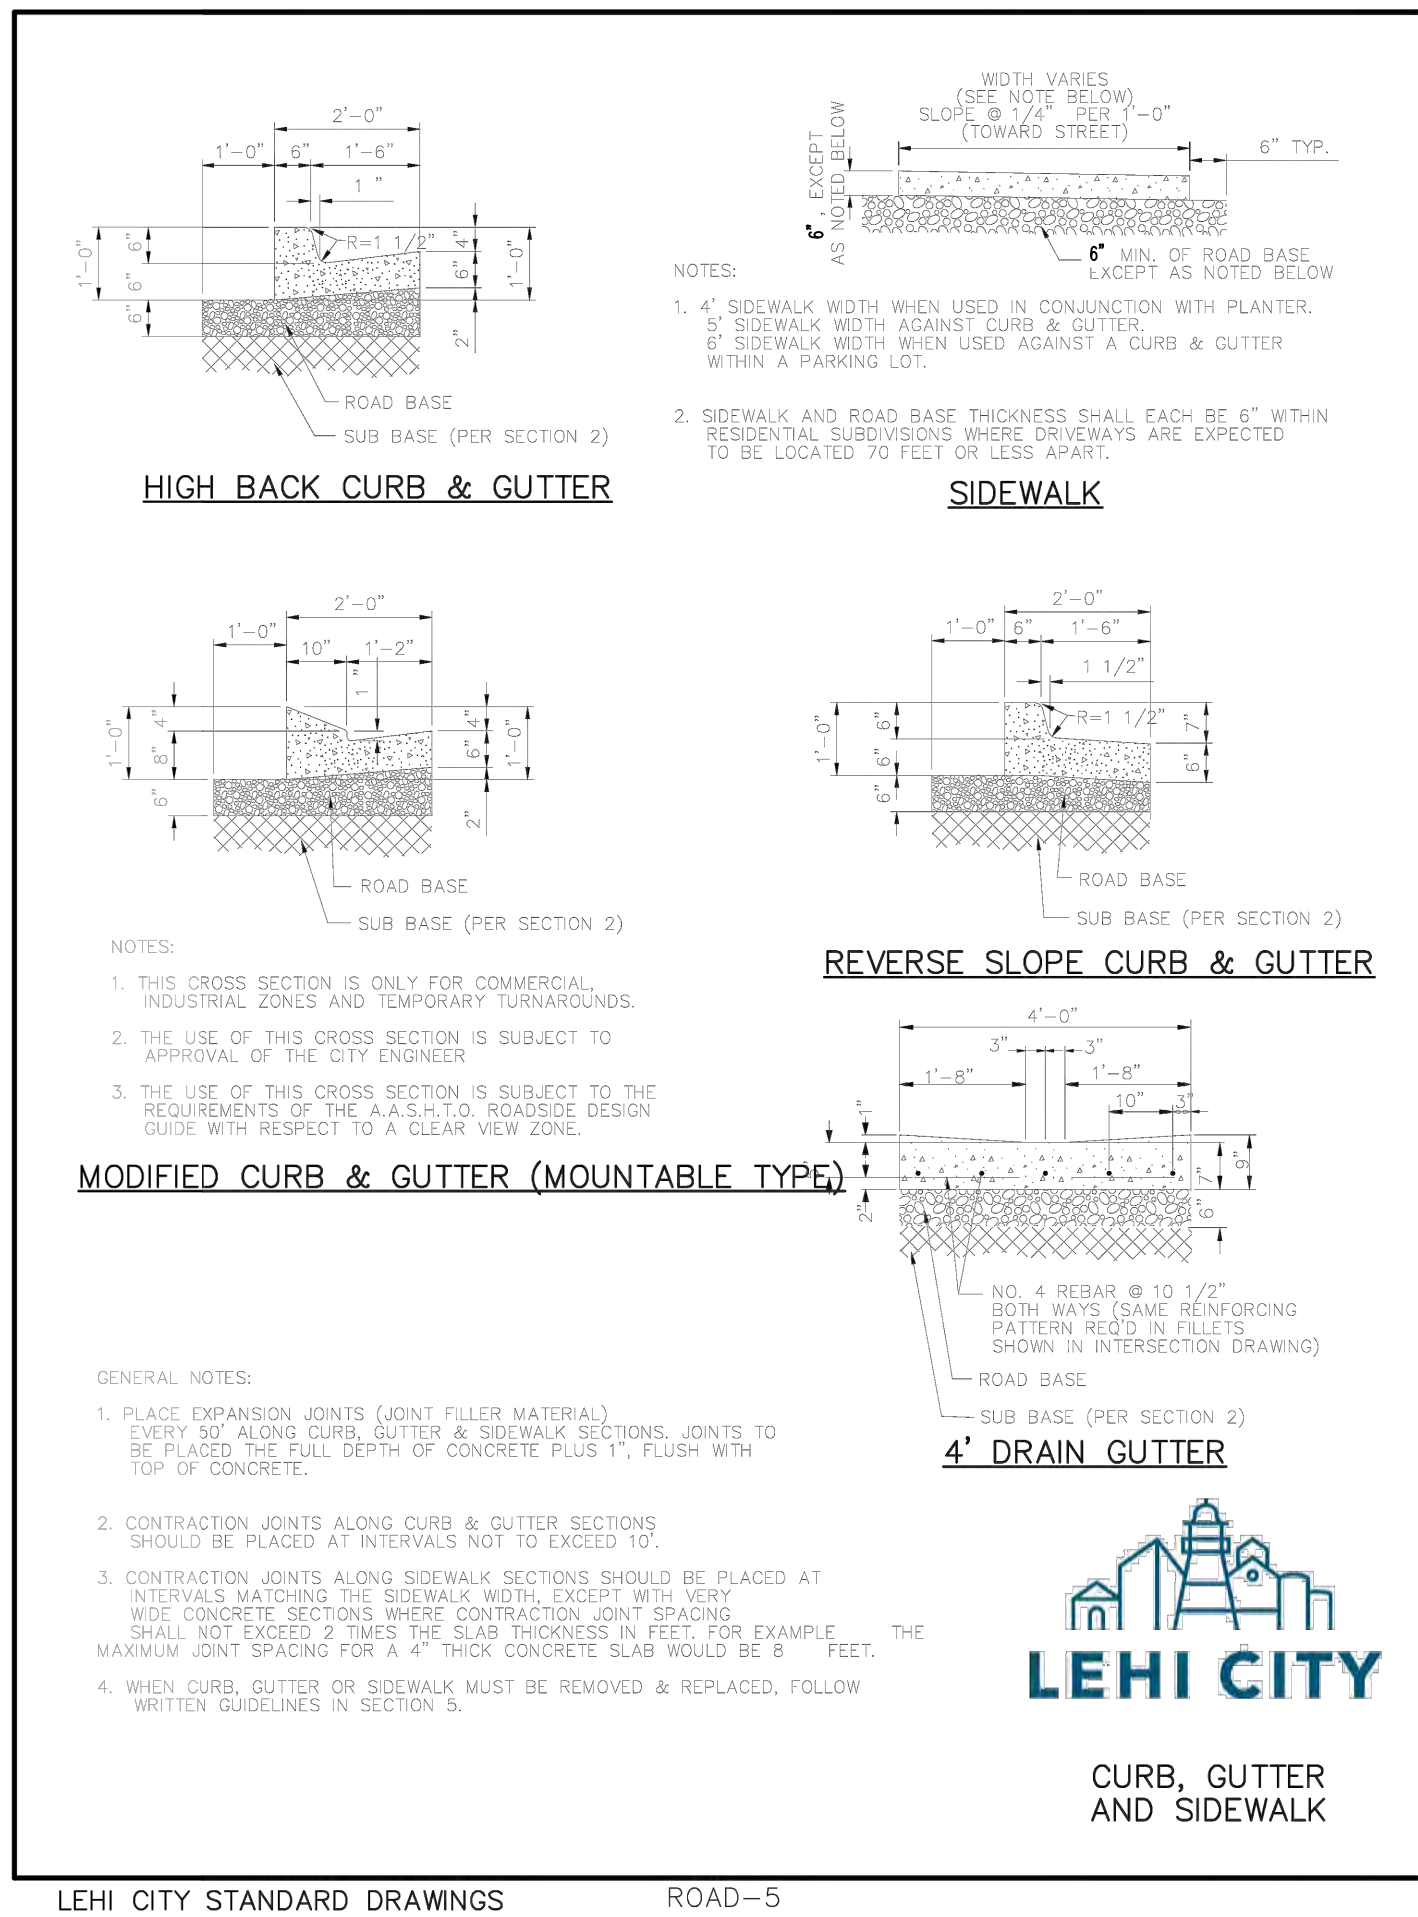 2'-0"
1'-0" 6" 1'-6"
1 "
R=1 1/2"
1'-0"
6"
6"
6"
4"
6"
2"
1'-0"
ROAD BASE
SUB BASE (PER SECTION 2)
HIGH BACK CURB & GUTTER
WIDTH VARIES
(SEE NOTE BELOW)
SLOPE @ 1/4" PER 1'-0"
(TOWARD STREET)
6" , EXCEPT
AS NOTED BELOW
6" TYP.
6" MIN. OF ROAD BASE
EXCEPT AS NOTED BELOW
NOTES:
1. 4' SIDEWALK WIDTH WHEN USED IN CONJUNCTION WITH PLANTER.
5' SIDEWALK WIDTH AGAINST CURB & GUTTER.
6' SIDEWALK WIDTH WHEN USED AGAINST A CURB & GUTTER
WITHIN A PARKING LOT.
2. SIDEWALK AND ROAD BASE THICKNESS SHALL EACH BE 6" WITHIN
RESIDENTIAL SUBDIVISIONS WHERE DRIVEWAYS ARE EXPECTED
TO BE LOCATED 70 FEET OR LESS APART.
SIDEWALK
2'-0"
1'-0"
10" 1'-2"
1"
1'-0"
4"
8"
6"
4"
6"
2"
1'-0"
ROAD BASE
SUB BASE (PER SECTION 2)
NOTES:
1. THIS CROSS SECTION IS ONLY FOR COMMERCIAL,
INDUSTRIAL ZONES AND TEMPORARY TURNAROUNDS.
2. THE USE OF THIS CROSS SECTION IS SUBJECT TO
APPROVAL OF THE CITY ENGINEER
3. THE USE OF THIS CROSS SECTION IS SUBJECT TO THE
REQUIREMENTS OF THE A.A.S.H.T.O. ROADSIDE DESIGN
GUIDE WITH RESPECT TO A CLEAR VIEW ZONE.
MODIFIED CURB & GUTTER (MOUNTABLE TYPE)
2'-0"
1'-0" 6" 1'-6"
1 1/2"
R=1 1/2"
1'-0"
6"
6"
6"
7"
6"
ROAD BASE
SUB BASE (PER SECTION 2)
REVERSE SLOPE CURB & GUTTER
4'-0"
3" 3"
1'-8" 1'-8"
10" 3"
1"
2"
7"
9"
6"
NO. 4 REBAR @ 10 1/2"
BOTH WAYS (SAME REINFORCING
PATTERN REQ'D IN FILLETS
SHOWN IN INTERSECTION DRAWING)
ROAD BASE
SUB BASE (PER SECTION 2)
4' DRAIN GUTTER
GENERAL NOTES:
1. PLACE EXPANSION JOINTS (JOINT FILLER MATERIAL)
EVERY 50' ALONG CURB, GUTTER & SIDEWALK SECTIONS. JOINTS TO
BE PLACED THE FULL DEPTH OF CONCRETE PLUS 1", FLUSH WITH
TOP OF CONCRETE.
2. CONTRACTION JOINTS ALONG CURB & GUTTER SECTIONS
SHOULD BE PLACED AT INTERVALS NOT TO EXCEED 10'.
3. CONTRACTION JOINTS ALONG SIDEWALK SECTIONS SHOULD BE PLACED AT
INTERVALS MATCHING THE SIDEWALK WIDTH, EXCEPT WITH VERY
WIDE CONCRETE SECTIONS WHERE CONTRACTION JOINT SPACING
SHALL NOT EXCEED 2 TIMES THE SLAB THICKNESS IN FEET. FOR EXAMPLE THE
MAXIMUM JOINT SPACING FOR A 4" THICK CONCRETE SLAB WOULD BE 8 FEET.
4. WHEN CURB, GUTTER OR SIDEWALK MUST BE REMOVED & REPLACED, FOLLOW
WRITTEN GUIDELINES IN SECTION 5.
LEHI CITY
CURB, GUTTER
AND SIDEWALK
LEHI CITY STANDARD DRAWINGS
ROAD-5